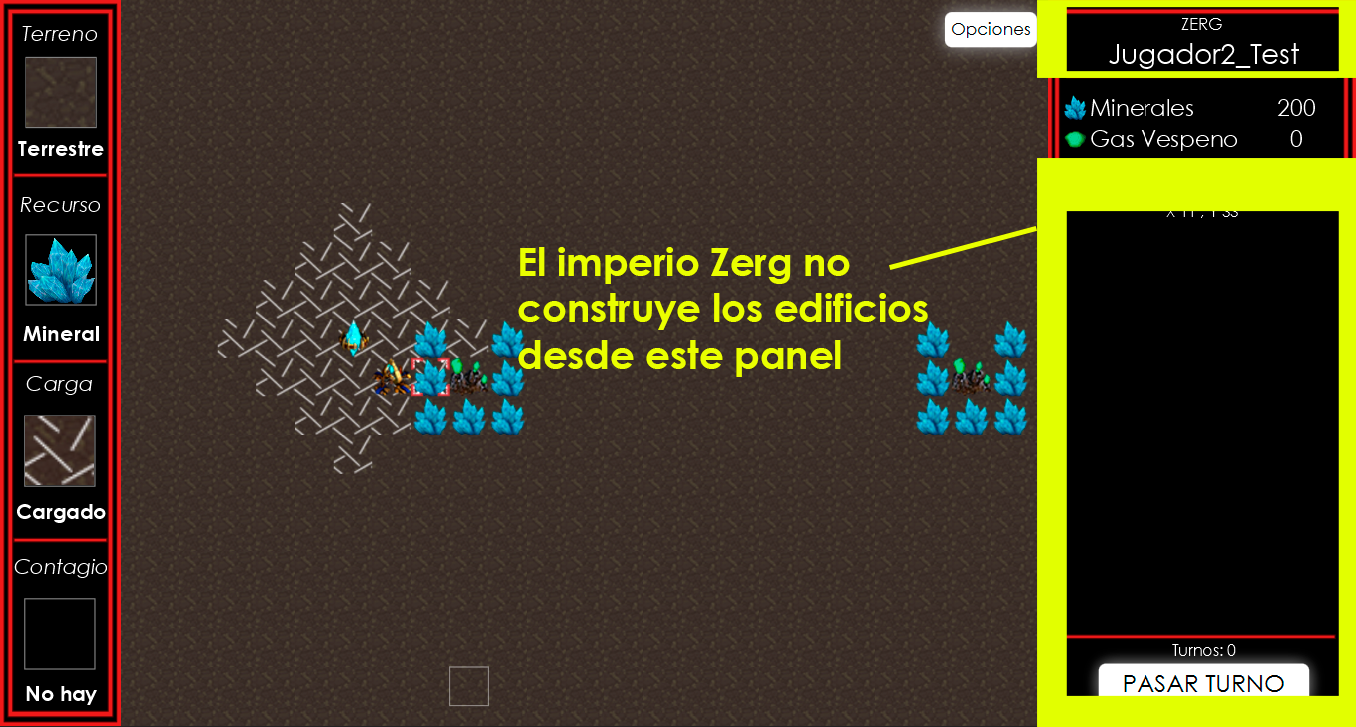 Terreno
Terrestre
Recurso
Mineral
Carga
Cargado
Contagio
No hay
Opciones
El imperio Zerg no
construye los edificios
desde este panel
ZERG
Jugador2_Test
Minerales 200
Gas Vespeno 0
Turnos: 0
PASAR TURNO